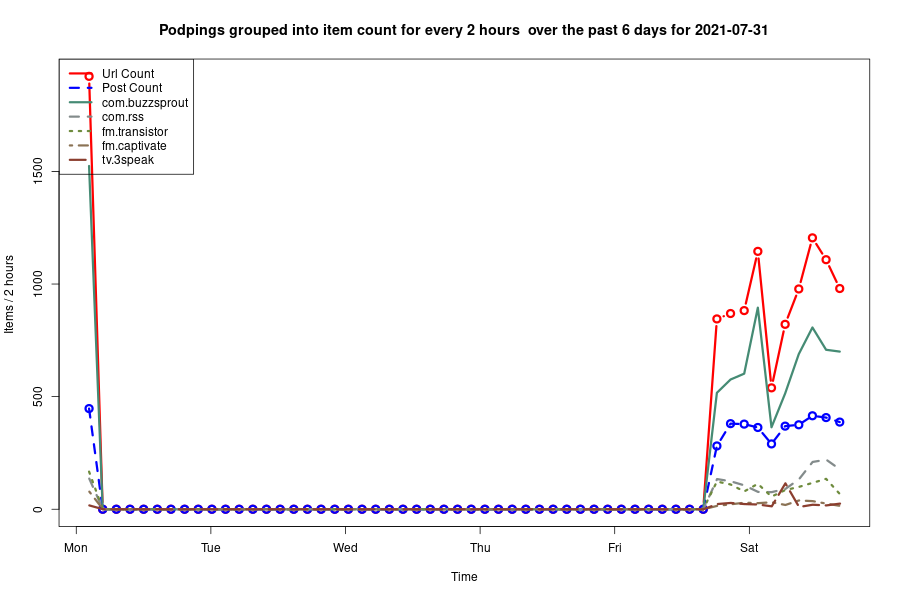 Podpings grouped into item count for every 2 hours  over the past 6 days for 2021-07-31
Url Count
Post Count
com.buzzsprout
com.rss
fm.transistor
fm.captivate
tv.3speak
Items / 2 hours
1500
1000
500
0
Mon Tue Wed Thu Fri Sat
Time